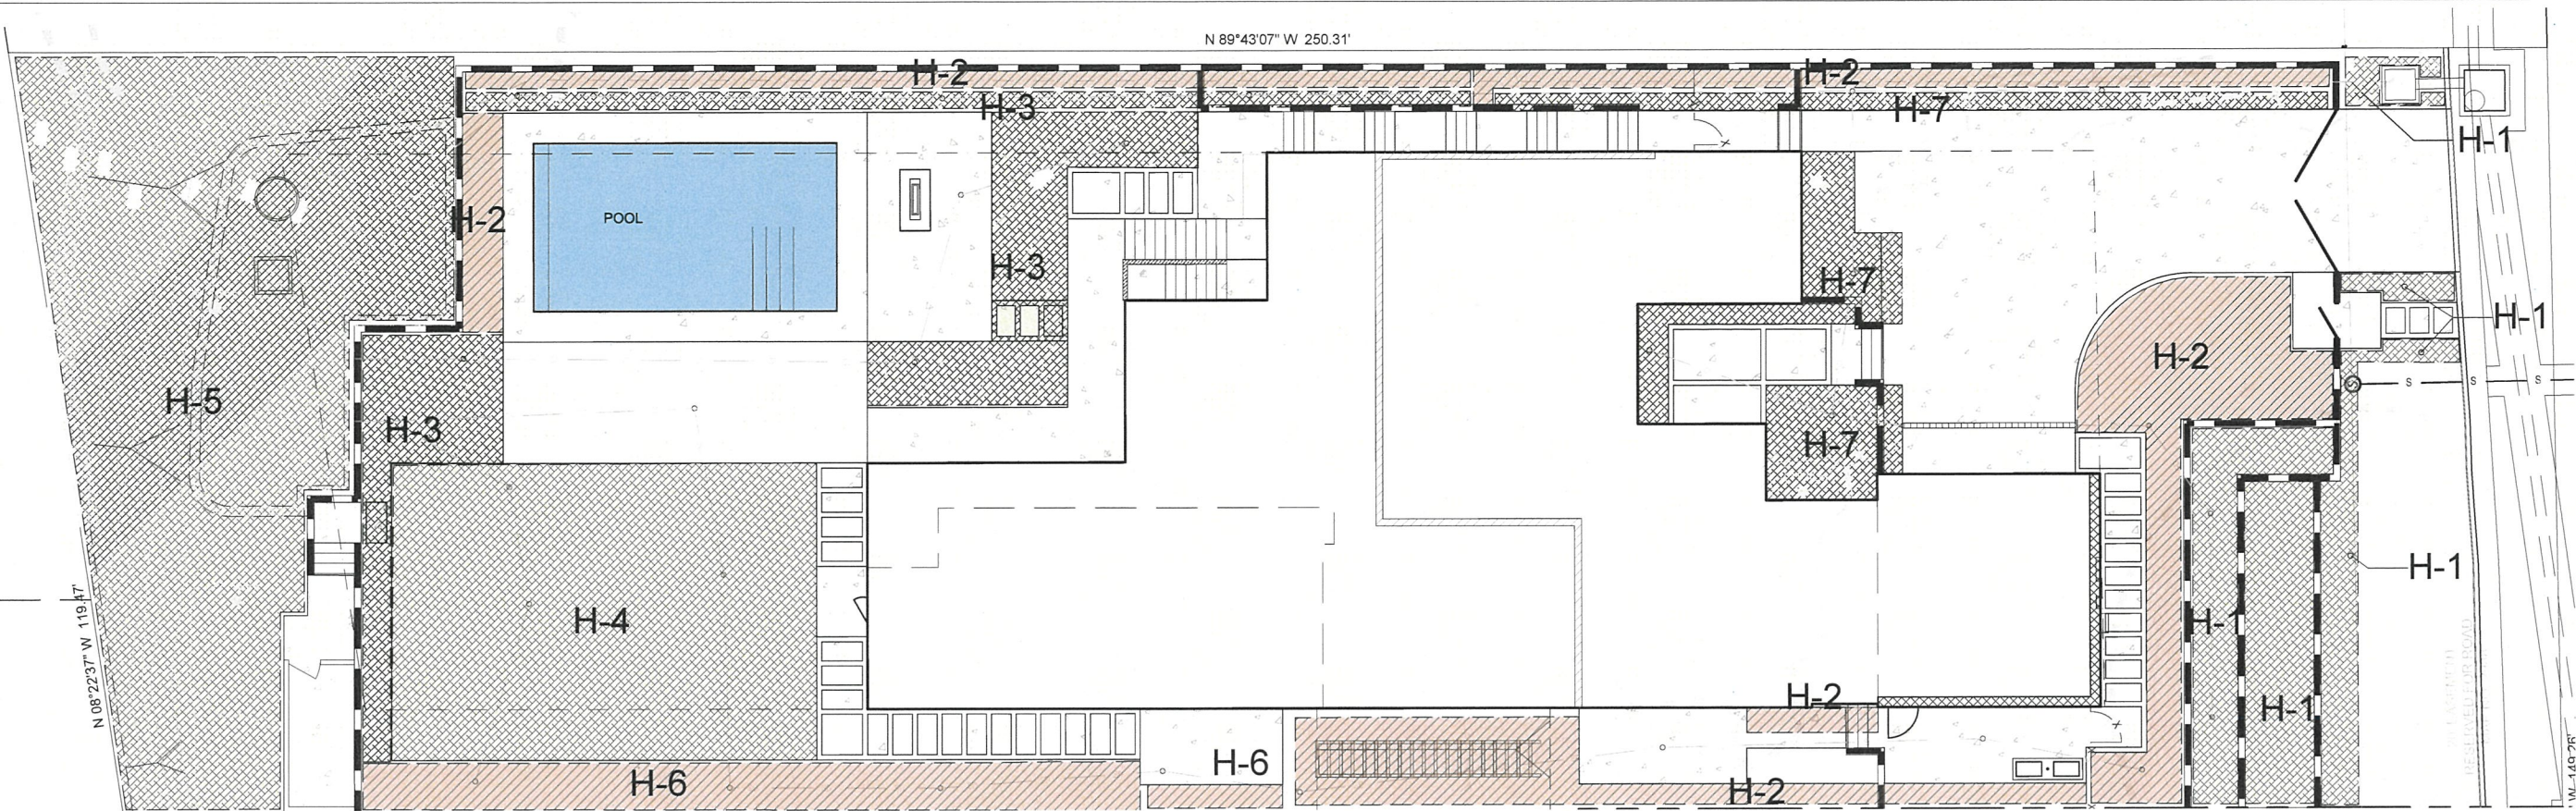 N 89°43'07" W 250.31'
H-2
H-2
H-3
H-7
H-1
H-2
POOL
H-3
H-7
H-1
H-2
H-5
H-3
H-7
S
S
S
S
H-1
H-4
H-1
N 08°22'37" W 119.47'
H-2
H-1
H-6
H-6
H-2